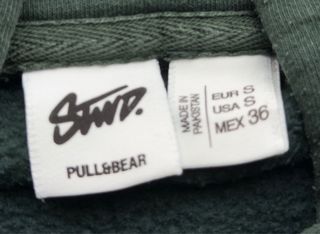 STWD.
PULL&BEAR
MADE IN
PAKISTAN
EUR S
USA S
MEX 36